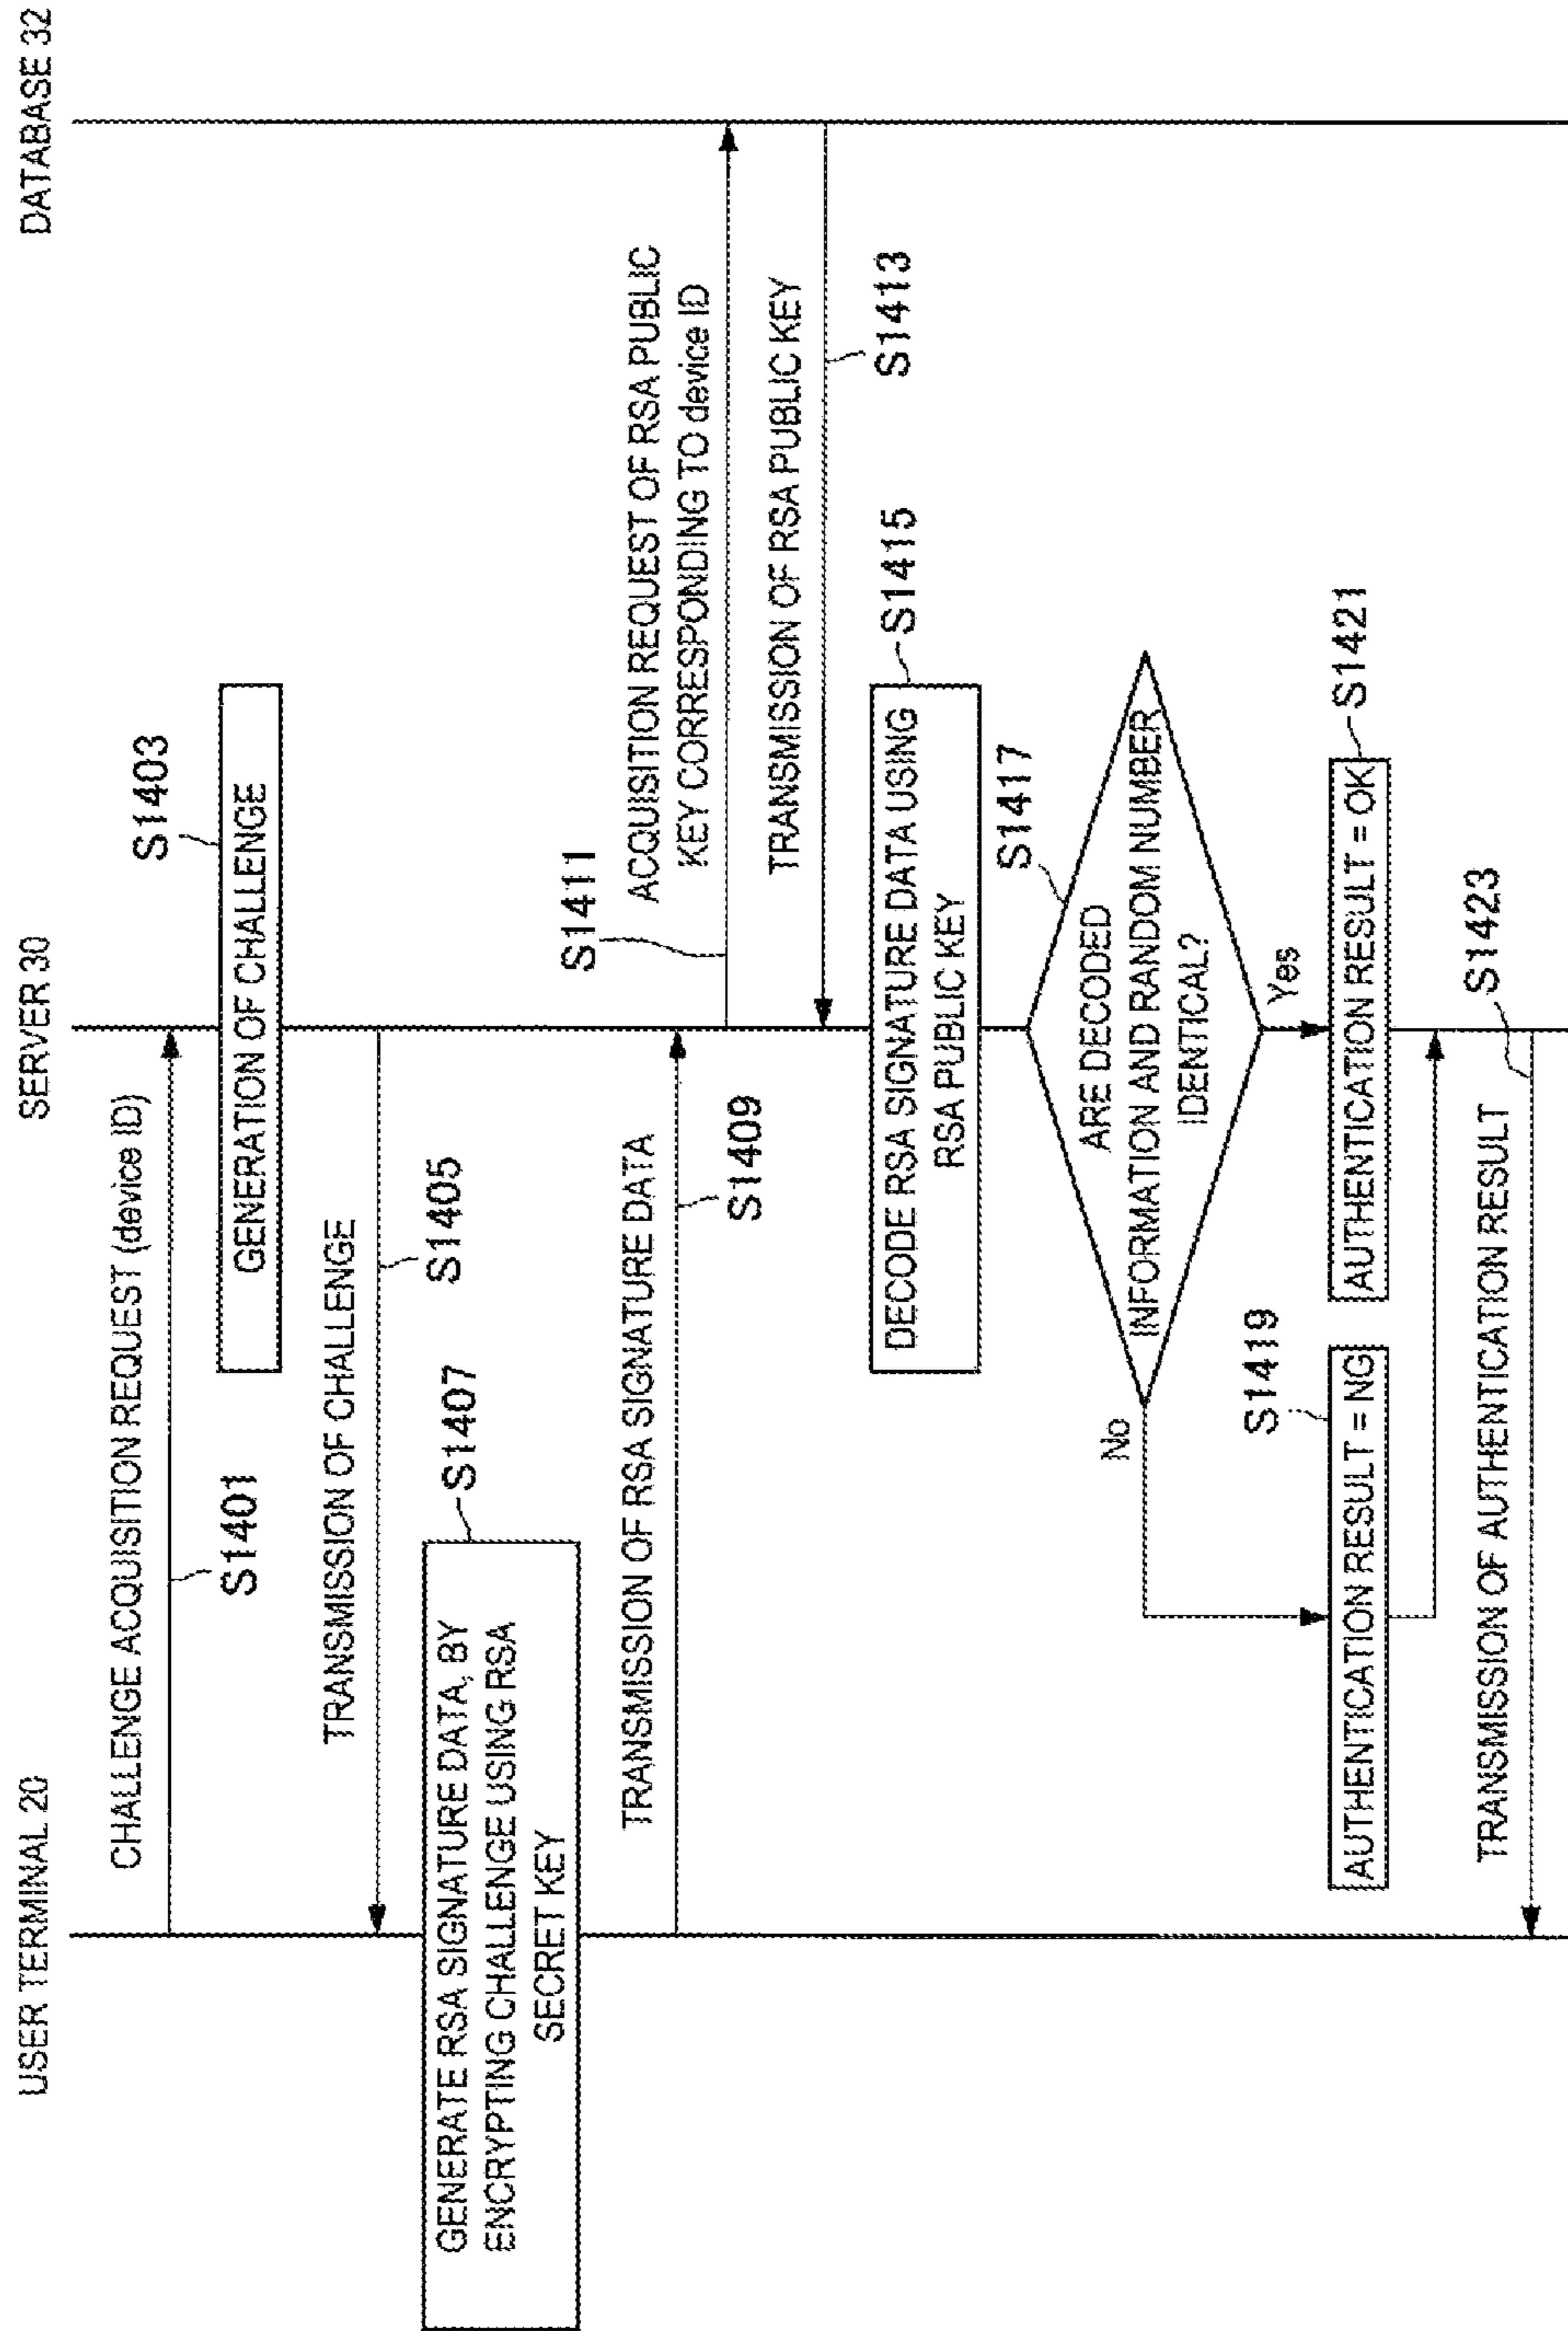 USER TERMINAL 20
SERVER 30
DATABASE 32
CHALLENGE ACQUISITION REQUEST (device ID)
S1401
S1403
GENERATION OF CHALLENGE
TRANSMISSION OF CHALLENGE
S1405
S1407
GENERATE RSA SIGNATURE DATA, BY
ENCRYPTING CHALLENGE USING RSA
SECRET KEY
TRANSMISSION OF RSA SIGNATURE DATA
S1409
S1411
ACQUISITION REQUEST OF RSA PUBLIC
KEY CORRESPONDING TO device ID
TRANSMISSION OF RSA PUBLIC KEY
S1413
S1415
DECODE RSA SIGNATURE DATA USING
RSA PUBLIC KEY
S1417
ARE DECODED
INFORMATION AND RANDOM NUMBER
IDENTICAL?
No
Yes
S1419
AUTHENTICATION RESULT = NG
S1421
AUTHENTICATION RESULT = OK
TRANSMISSION OF AUTHENTICATION RESULT
S1423